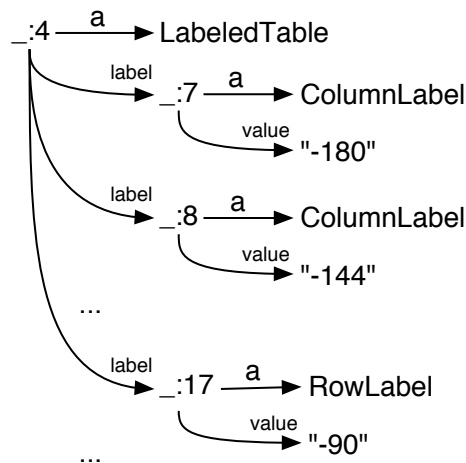 _:4 a LabeledTable
label _:7 a ColumnLabel
value "-180"
label _:8 a ColumnLabel
value "-144"
...
label _:17 a RowLabel
value "-90"
...